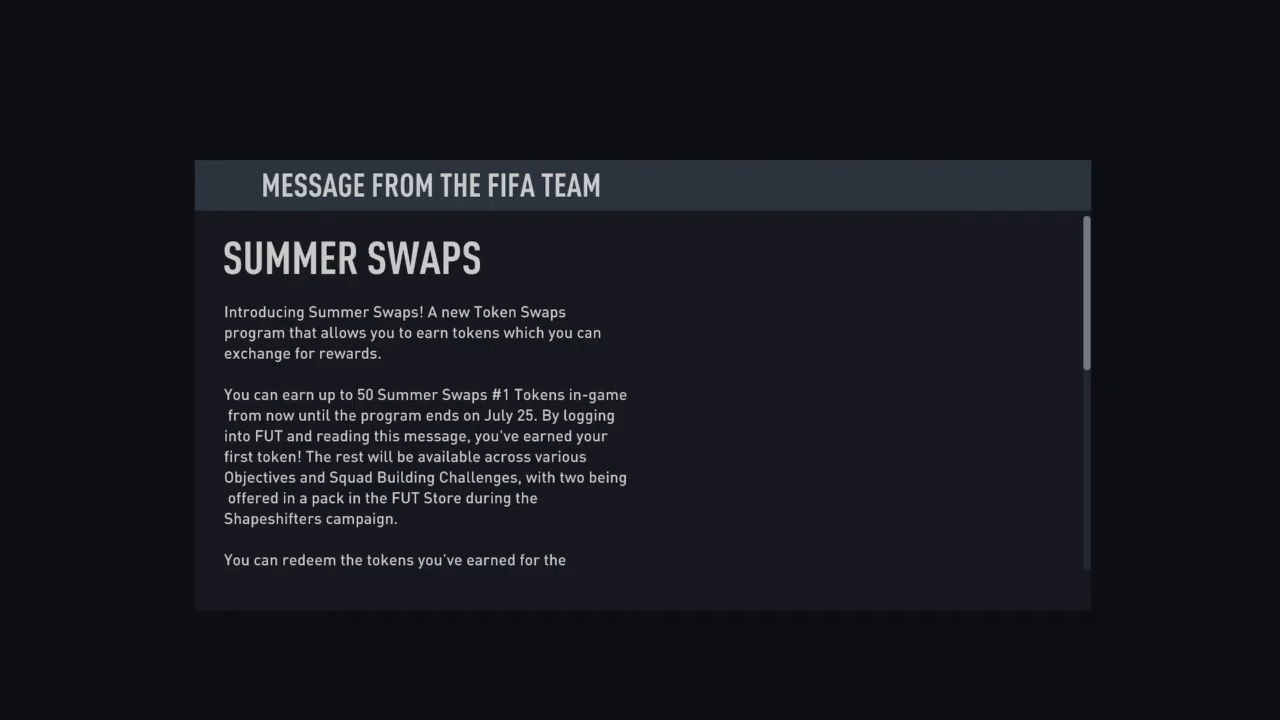 MESSAGE FROM THE FIFA TEAM
SUMMER SWAPS
Introducing Summer Swaps! A new Token Swaps
program that allows you to earn tokens which you can
exchange for rewards.
You can earn up to 50 Summer Swaps #1 Tokens in-game
from now until the program ends on July 25. By logging
into FUT and reading this message, you've earned your
first token! The rest will be available across various
Objectives and Squad Building Challenges, with two being
offered in a pack in the FUT Store during the
Shapeshifters campaign.
You can redeem the tokens you've earned for the